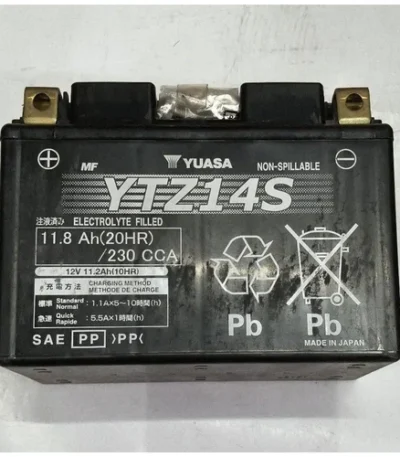 MF YUASA NON-SPILLABLE
YTZ14S
注液済み ELECTROLYTE FILLED
11.8 Ah(20HR)
/230 CCA
12V 11.2Ah(10HR)
充電方法 CHARGING METHOD
METHODE DE CHARGE
標準 Standard Normal : 1.1A×5~10時間(h)
急速 Quick Rapide : 5.5A×1時間(h)
SAE PP >PP<
Pb
Pb
MADE IN JAPAN